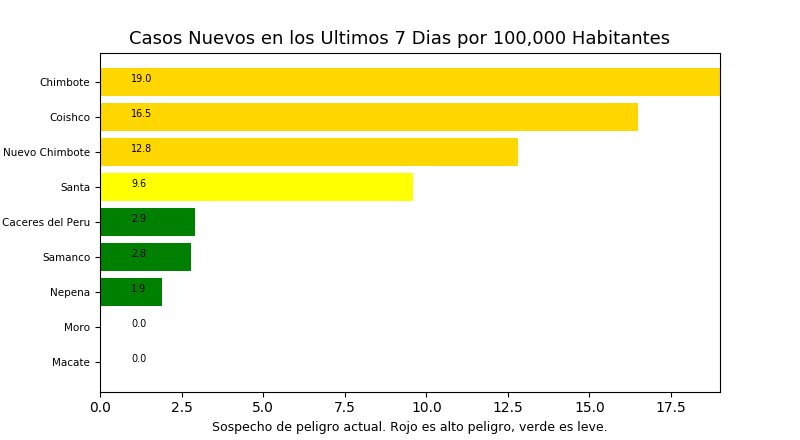 Casos Nuevos en los Ultimos 7 Dias por 100,000 Habitantes
Chimbote 19.0
Coishco 16.5
Nuevo Chimbote 12.8
Santa 9.6
Caceres del Peru 2.9
Samanco 2.8
Nepena 1.9
Moro 0.0
Macate 0.0
0.0 2.5 5.0 7.5 10.0 12.5 15.0 17.5
Sospecho de peligro actual. Rojo es alto peligro, verde es leve.